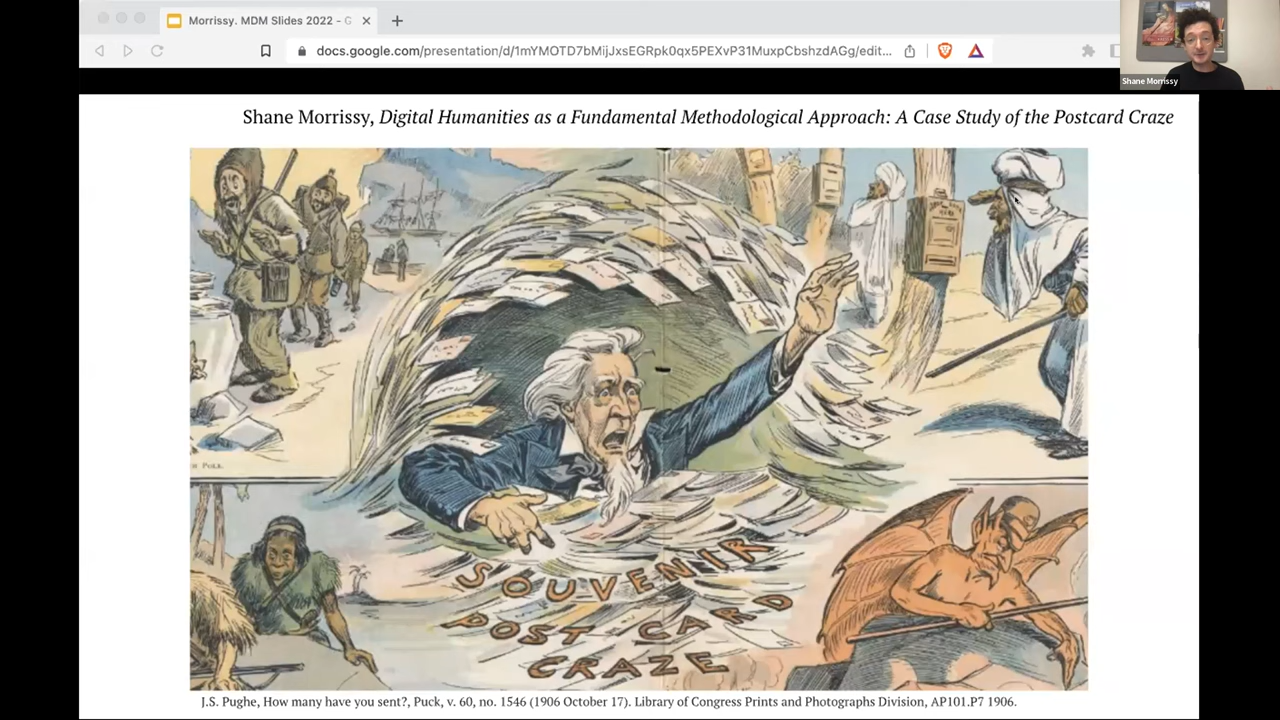 Morrissy. MDM Slides 2022 - G
docs.google.com/presentation/d/1mYMOTD7bMijJxsEGRpk0qx5PEXvP31MuxpCbshzdAGg/edit...
Shane Morrissy
Shane Morrissy, Digital Humanities as a Fundamental Methodological Approach: A Case Study of the Postcard Craze
SOUVENIR
POST CARD
CRAZE
J.S. Pughe, How many have you sent?, Puck, v. 60, no. 1546 (1906 October 17). Library of Congress Prints and Photographs Division, AP101.P7 1906.